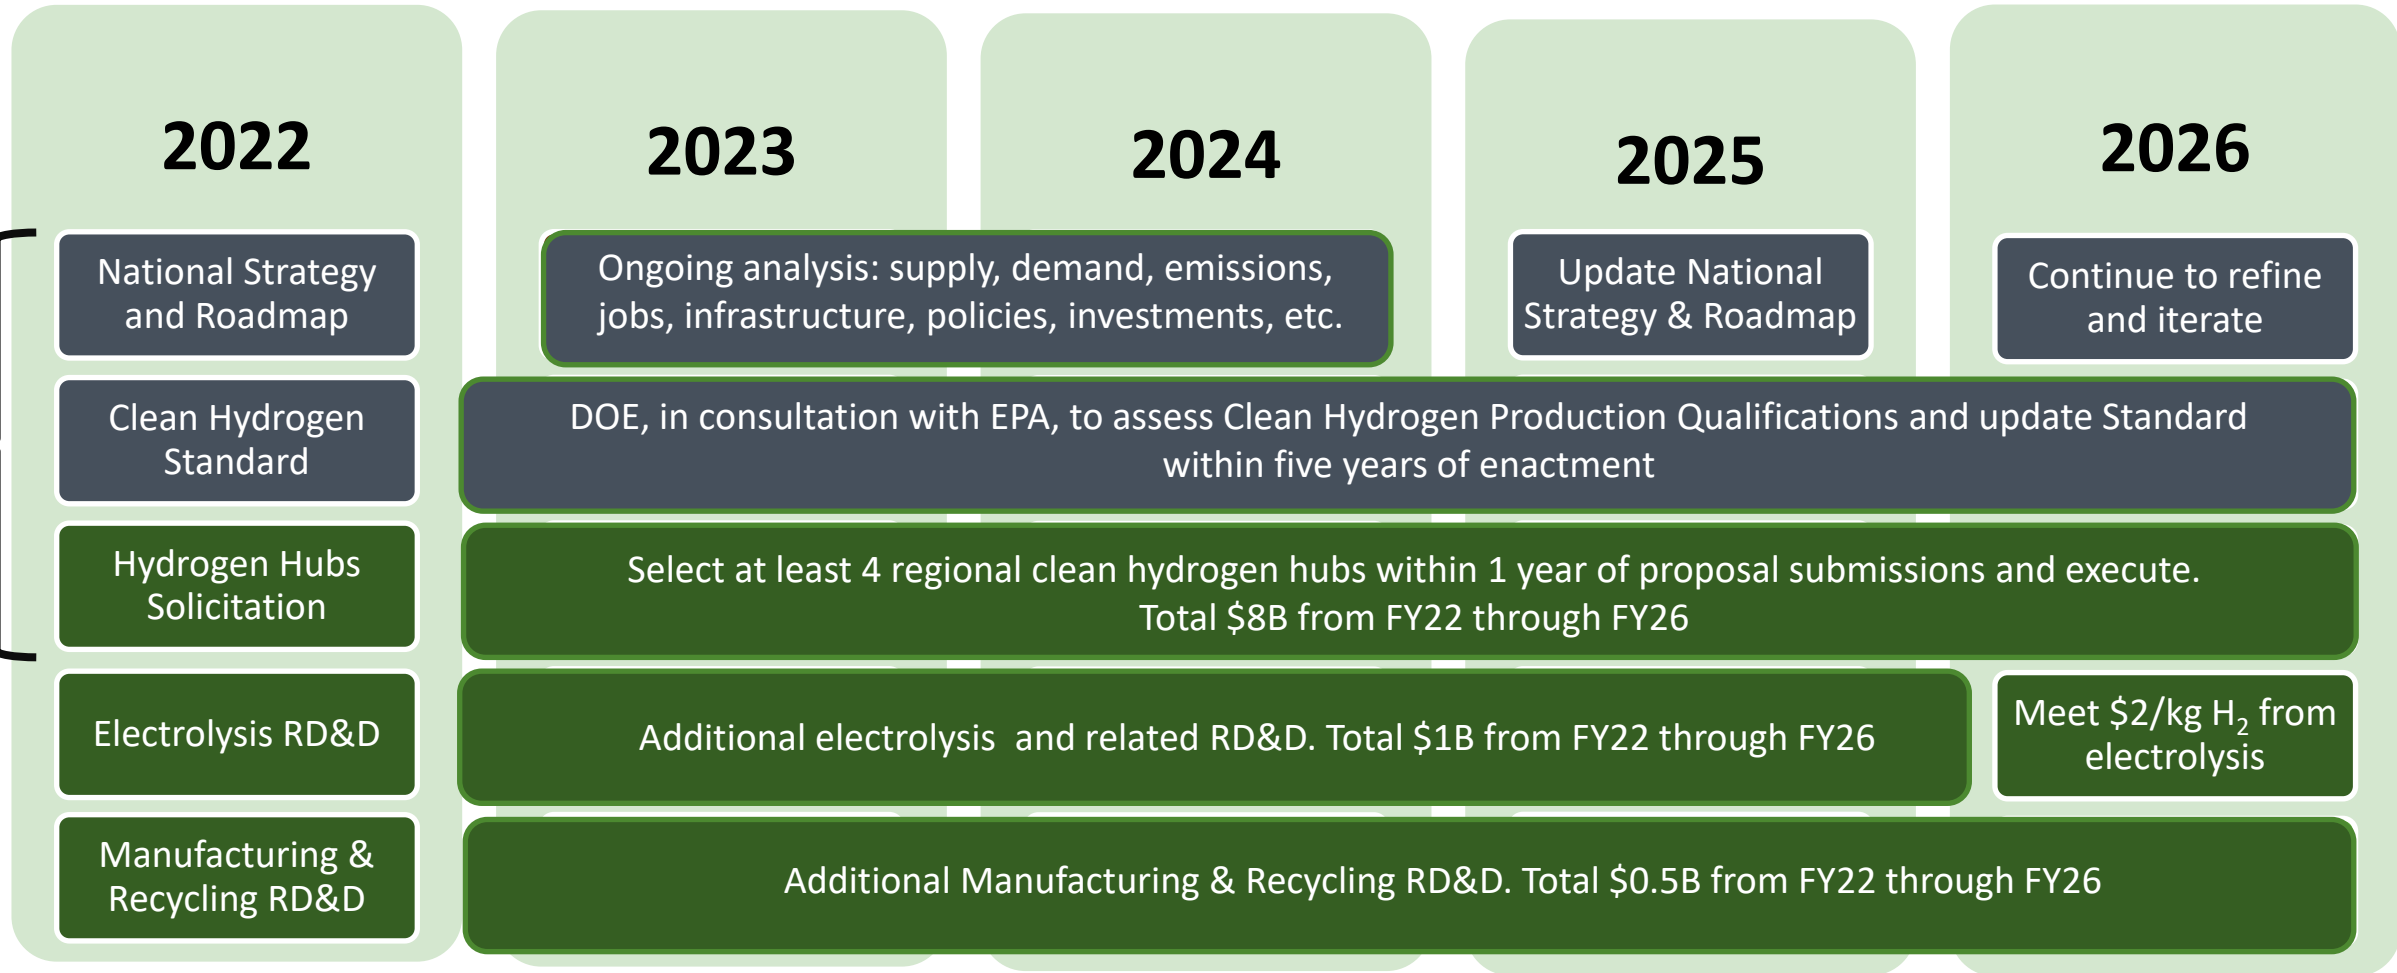 2022
2023
2024
2025
2026
National Strategy
and Roadmap
Ongoing analysis: supply, demand, emissions,
jobs, infrastructure, policies, investments, etc.
Update National
Strategy & Roadmap
Continue to refine
and iterate
Clean Hydrogen
Standard
DOE, in consultation with EPA, to assess Clean Hydrogen Production Qualifications and update Standard
within five years of enactment
Hydrogen Hubs
Solicitation
Select at least 4 regional clean hydrogen hubs within 1 year of proposal submissions and execute.
Total $8B from FY22 through FY26
Electrolysis RD&D
Additional electrolysis  and related RD&D. Total $1B from FY22 through FY26
Meet $2/kg H₂ from
electrolysis
Manufacturing &
Recycling RD&D
Additional Manufacturing & Recycling RD&D. Total $0.5B from FY22 through FY26